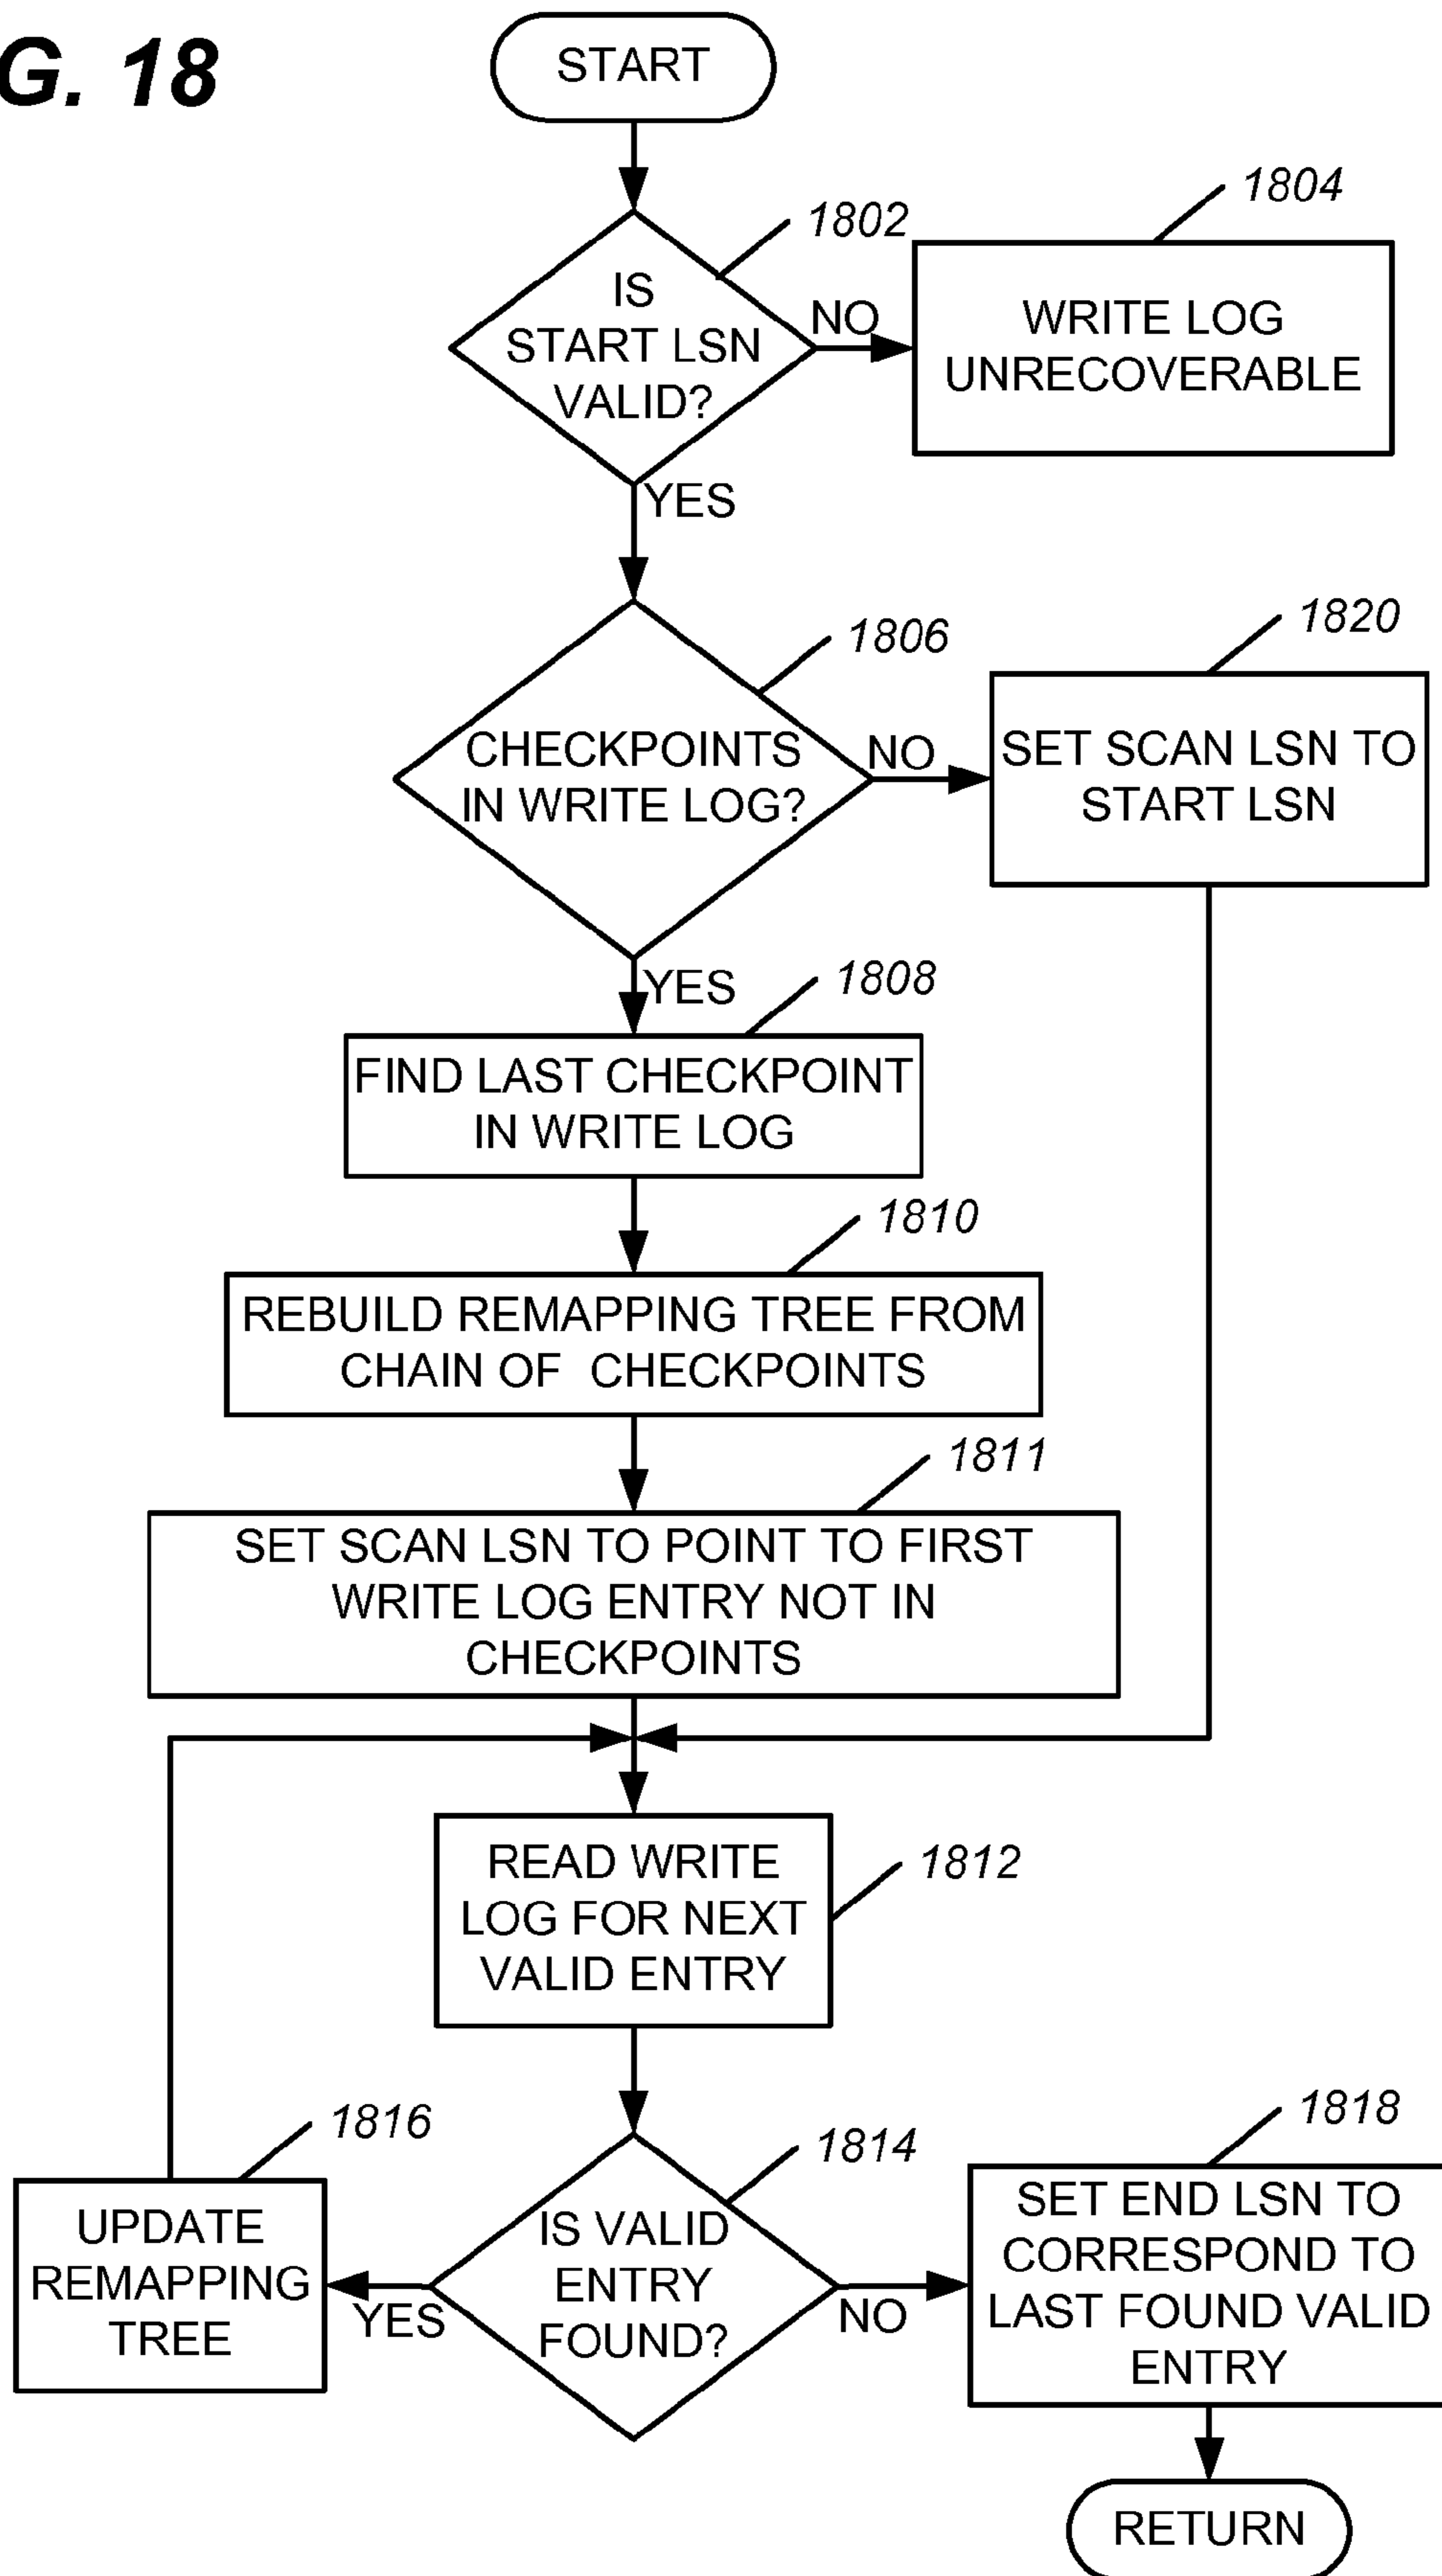 G. 18
START
1802
1804
IS
START LSN
VALID?
NO
WRITE LOG
UNRECOVERABLE
YES
1806
1820
CHECKPOINTS
IN WRITE LOG?
NO
SET SCAN LSN TO
START LSN
YES
1808
FIND LAST CHECKPOINT
IN WRITE LOG
1810
REBUILD REMAPPING TREE FROM
CHAIN OF CHECKPOINTS
1811
SET SCAN LSN TO POINT TO FIRST
WRITE LOG ENTRY NOT IN
CHECKPOINTS
READ WRITE
LOG FOR NEXT
VALID ENTRY
1812
1816
1814
1818
UPDATE
REMAPPING
TREE
YES
IS VALID
ENTRY
FOUND?
NO
SET END LSN TO
CORRESPOND TO
LAST FOUND VALID
ENTRY
RETURN